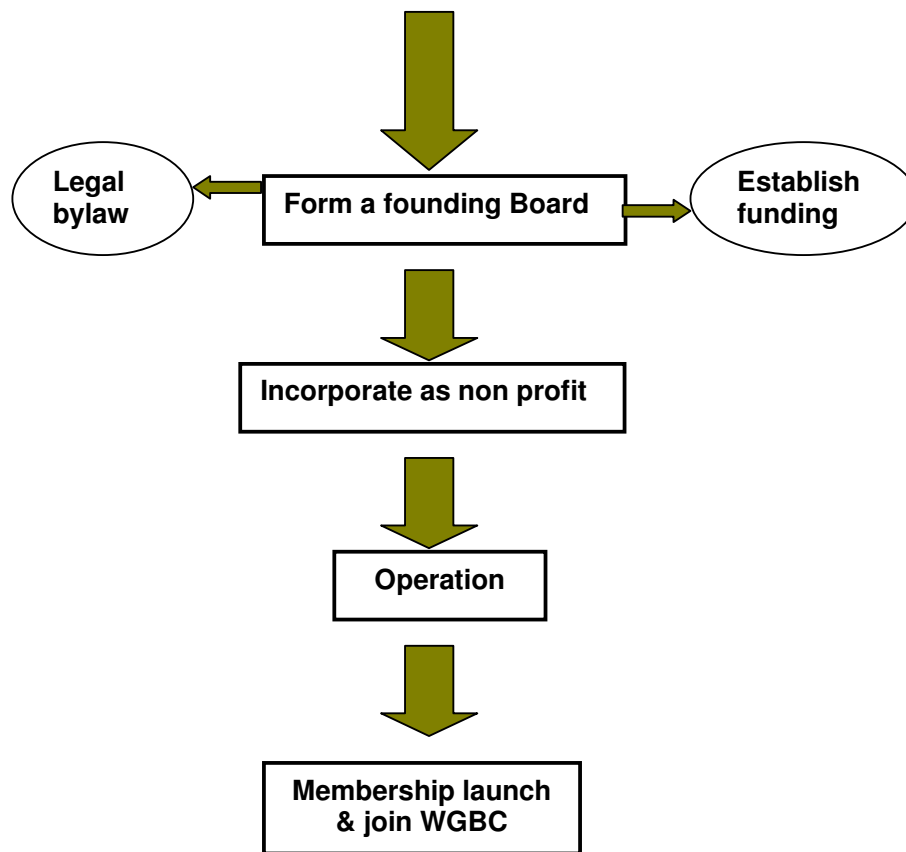 Legal
bylaw
Form a founding Board
Establish
funding
Incorporate as non profit
Operation
Membership launch
& join WGBC